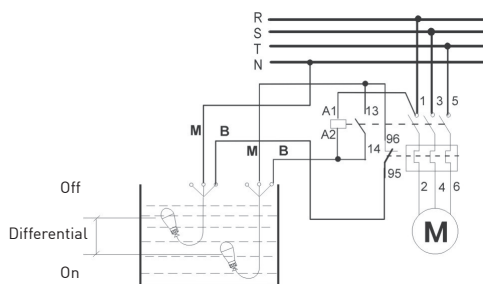 R
S
T
N
1 3 5
A1 13
A2 14
96
95
M B M B
2 4 6
M
Off
Differential
On